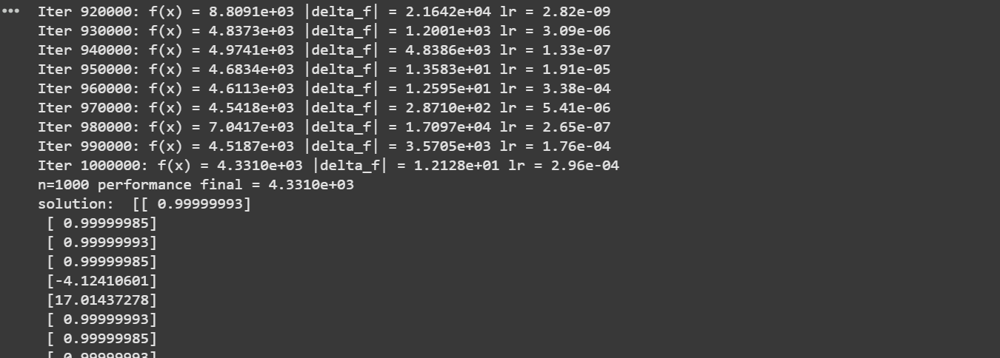 Iter 920000: f(x) = 8.8091e+03 |delta_f| = 2.1642e+04 lr = 2.82e-09
Iter 930000: f(x) = 4.8373e+03 |delta_f| = 1.2001e+03 lr = 3.09e-06
Iter 940000: f(x) = 4.9741e+03 |delta_f| = 4.8386e+03 lr = 1.33e-07
Iter 950000: f(x) = 4.6834e+03 |delta_f| = 1.3583e+01 lr = 1.91e-05
Iter 960000: f(x) = 4.6113e+03 |delta_f| = 1.2595e+01 lr = 3.38e-04
Iter 970000: f(x) = 4.5418e+03 |delta_f| = 2.8710e+02 lr = 5.41e-06
Iter 980000: f(x) = 7.0417e+03 |delta_f| = 1.7097e+04 lr = 2.65e-07
Iter 990000: f(x) = 4.5187e+03 |delta_f| = 3.5705e+03 lr = 1.76e-04
Iter 1000000: f(x) = 4.3310e+03 |delta_f| = 1.2128e+01 lr = 2.96e-04
n=1000 performance final = 4.3310e+03
solution:  [[ 0.99999993]
 [ 0.99999985]
 [ 0.99999993]
 [ 0.99999985]
 [-4.12410601]
 [17.01437278]
 [ 0.99999993]
 [ 0.99999985]
 [ 0.99999993]